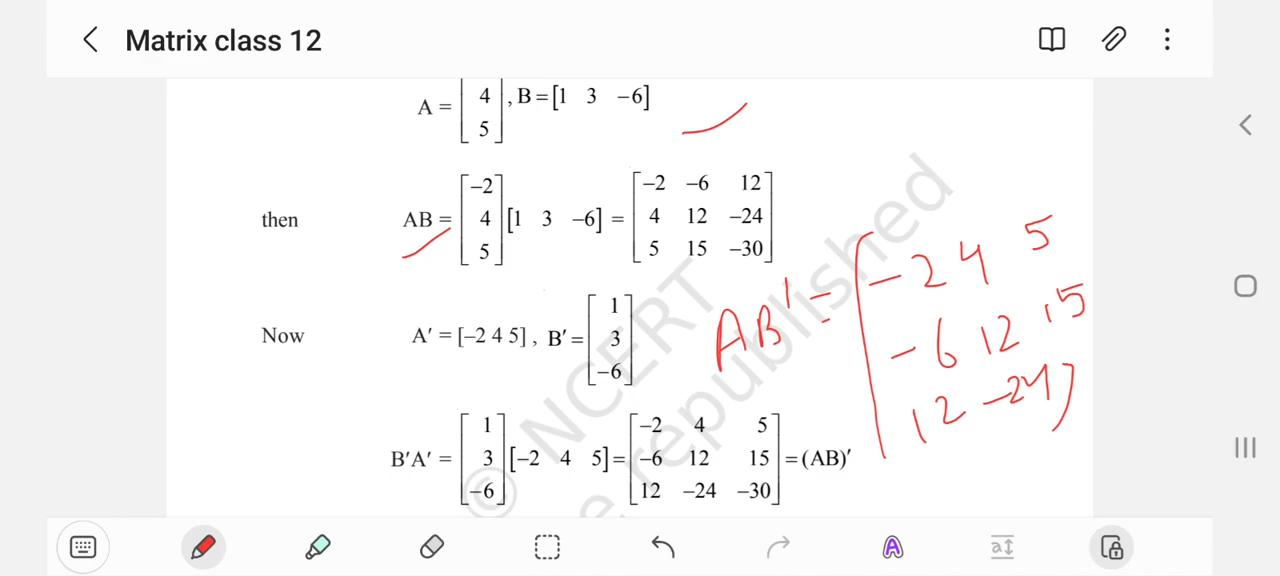 Matrix class 12
A = [4 5], B = [1 3 −6]
then AB = [−2 4 5] [1 3 −6] = [−2 −6 12
4 12 −24
5 15 −30]
Now A′ = [−2 4 5] , B′ = [1 3 −6]
B′A′ = [1 3 −6] [−2 4 5] = [−2 4 5
−6 12 15
12 −24 −30] = (AB)′
AB' = [−2 4 5
−6 12 15
12 −24]
© NCERT
e republished
A